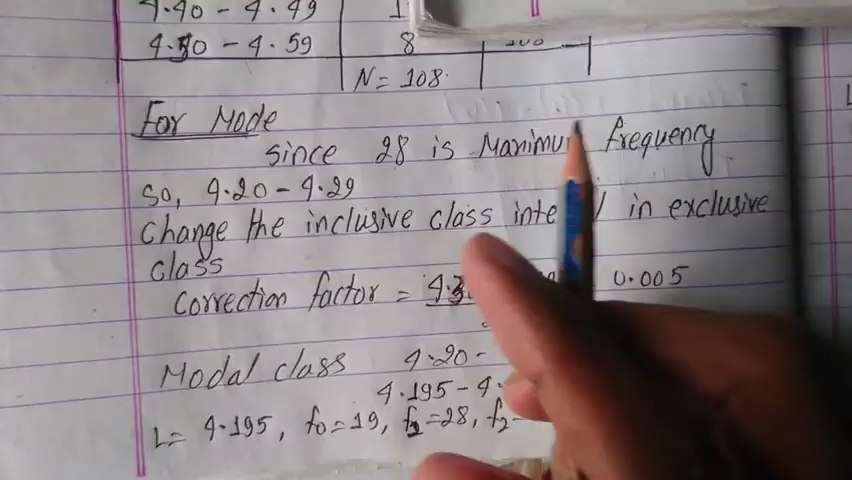 4.40 - 4.49 1
4.50 - 4.59 8
N = 108.
For Mode
since 28 is Maximum frequency
so, 4.20 - 4.29
change the inclusive class in exclusive
class
correction factor = 0.005
Modal class 4.20 -
4.195 - 4.
L = 4.195, f0 = 19, f1 = 28, f2 =